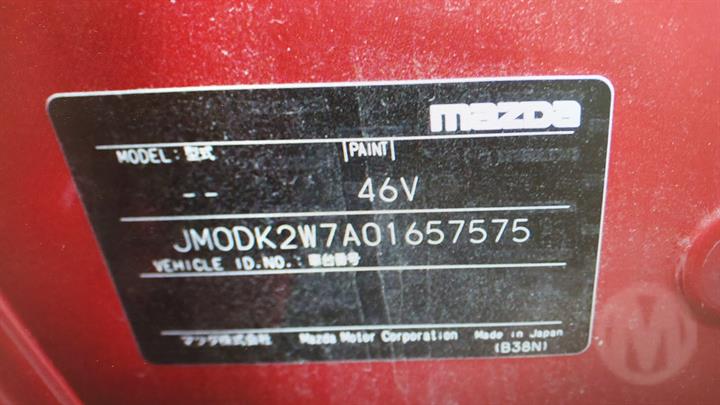 mazda
MODEL: 型式 |PAINT|
-- 46V
JM0DK2W7A01657575
VEHICLE ID.NO.: 車台番号
マツダ株式会社 Mazda Motor Corporation Made in Japan
(B38N)
M